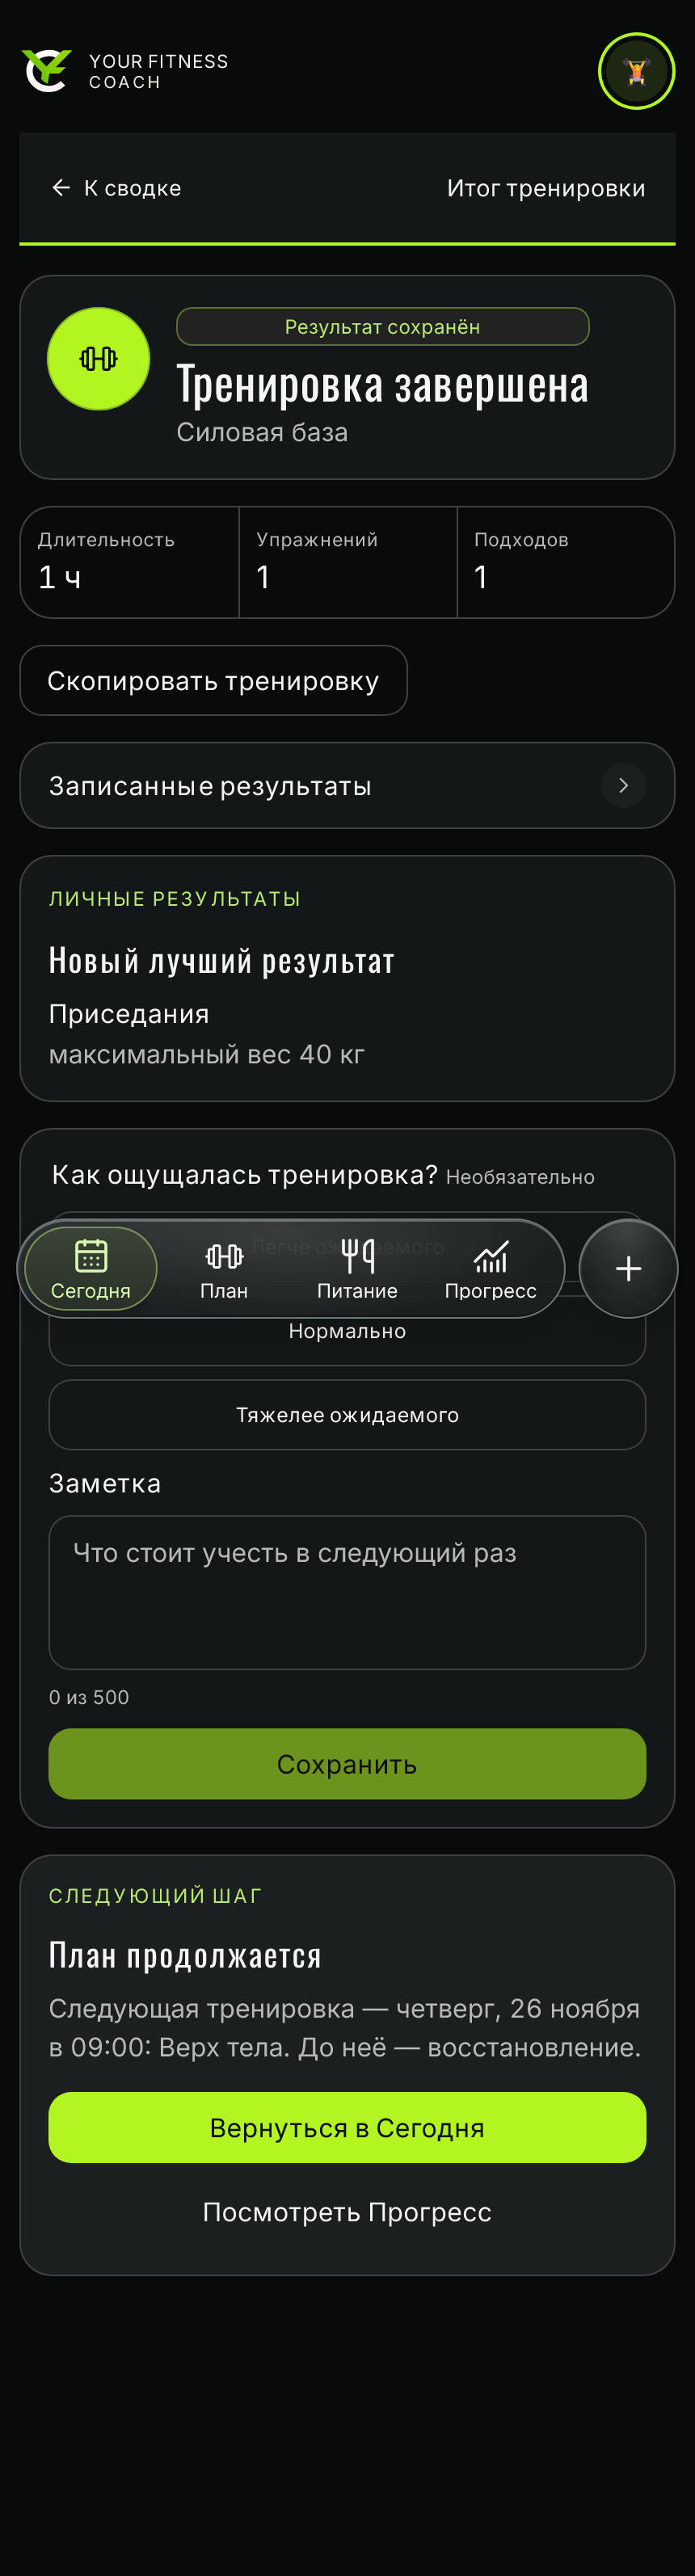 YOUR FITNESS
COACH
К сводке
Итог тренировки
Результат сохранён
Тренировка завершена
Силовая база
Длительность
1 ч
Упражнений
1
Подходов
1
Скопировать тренировку
Записанные результаты
ЛИЧНЫЕ РЕЗУЛЬТАТЫ
Новый лучший результат
Приседания
максимальный вес 40 кг
Как ощущалась тренировка? Необязательно
Легче ожидаемого
Сегодня
План
Питание
Прогресс
Нормально
Тяжелее ожидаемого
Заметка
Что стоит учесть в следующий раз
0 из 500
Сохранить
СЛЕДУЮЩИЙ ШАГ
План продолжается
Следующая тренировка — четверг, 26 ноября
в 09:00: Верх тела. До неё — восстановление.
Вернуться в Сегодня
Посмотреть Прогресс